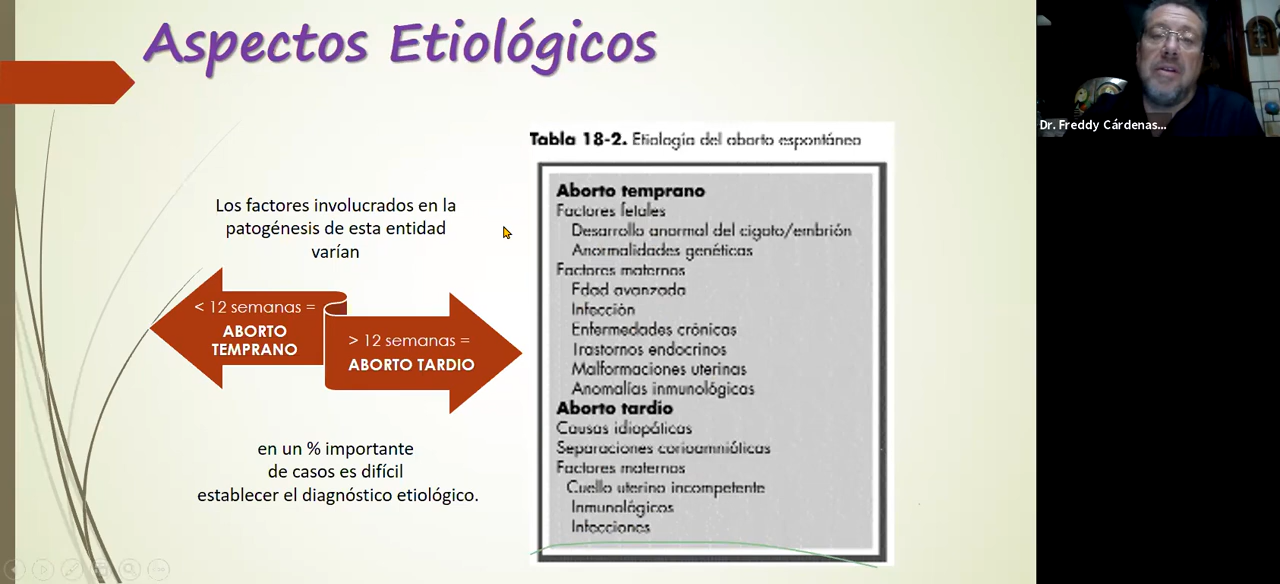 Aspectos Etiológicos
Dr. Freddy Cárdenas...
Los factores involucrados en la
patogénesis de esta entidad
varían
< 12 semanas =
ABORTO
TEMPRANO
> 12 semanas =
ABORTO TARDIO
en un % importante
de casos es difícil
establecer el diagnóstico etiológico.
Tabla 18-2. Etiología del aborto espontáneo
Aborto temprano
Factores fetales
Desarrollo anormal del cigoto/embrión
Anormalidades genéticas
Factores maternos
Edad avanzada
Infección
Enfermedades crónicas
Trastornos endocrinos
Malformaciones uterinas
Anomalías inmunológicas
Aborto tardío
Causas idiopáticas
Separaciones corioamnióticas
Factores maternos
Cuello uterino incompetente
Inmunológicos
Infecciones